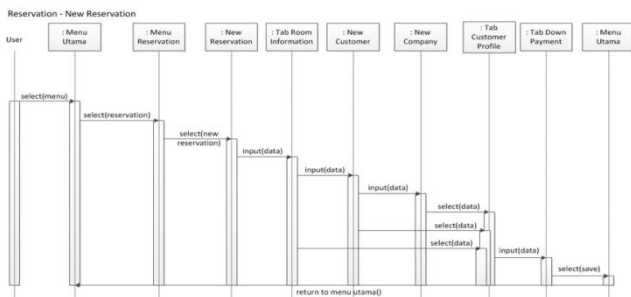 Reservation - New Reservation
User
: Menu
Utama
: Menu
Reservation
: New
Reservation
: Tab Room
Information
: New
Customer
: New
Company
: Tab
Customer
Profile
: Tab Down
Payment
: Menu
Utama
select(menu)
select(reservation)
select(new
reservation)
input(data)
input(data)
input(data)
select(data)
select(data)
select(data)
input(data)
select(save)
return to menu utama()